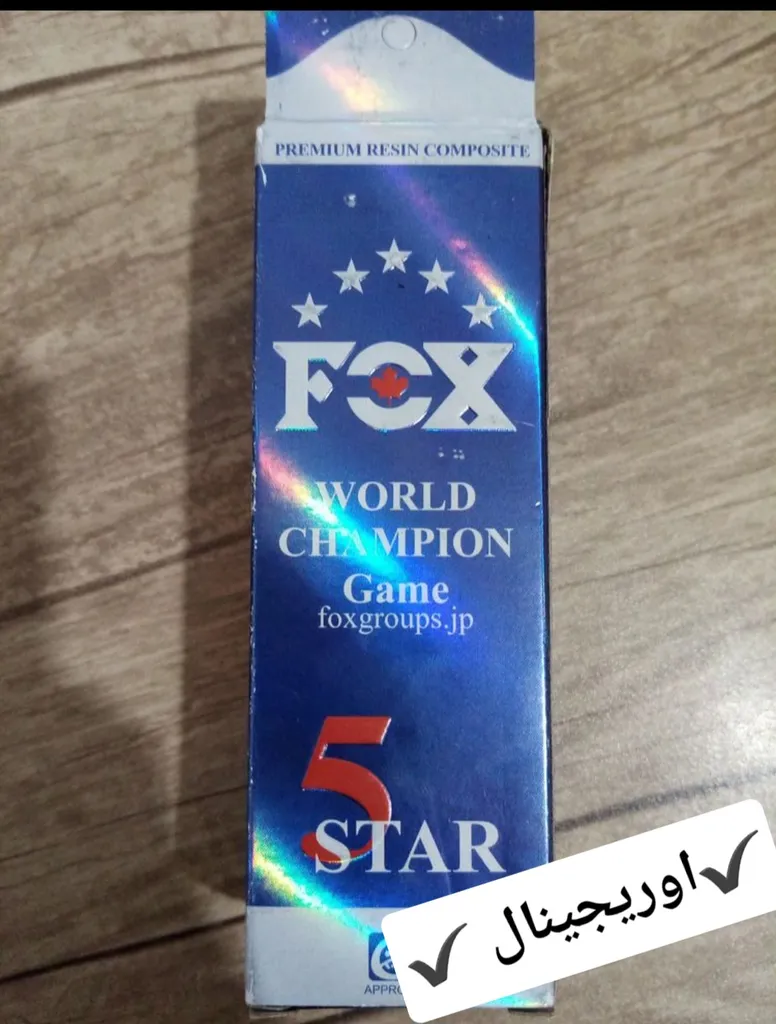 PREMIUM RESIN COMPOSITE
FOX
WORLD
CHAMPION
Game
foxgroups.jp
5
STAR
✔اوریجینال✔